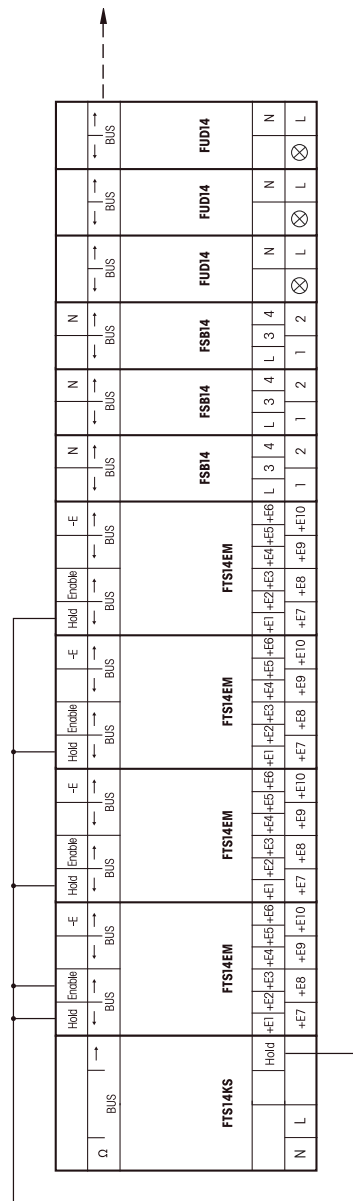 Hold Enable -E Hold Enable -E Hold Enable -E Hold Enable -E N N N
Ω → ← → ← → ← → ← → ← → ← → ← → ← → ← → ← → ← → ← → ← → ← →
BUS BUS BUS BUS BUS BUS BUS BUS BUS BUS BUS BUS BUS BUS BUS
FTS14KS FTS14EM FTS14EM FTS14EM FTS14EM FSB14 FSB14 FSB14 FUD14 FUD14 FUD14
Hold +E1 +E2 +E3 +E4 +E5 +E6 +E1 +E2 +E3 +E4 +E5 +E6 +E1 +E2 +E3 +E4 +E5 +E6 +E1 +E2 +E3 +E4 +E5 +E6 L 3 4 L 3 4 L 3 4 N N N
N L +E7 +E8 +E9 +E10 +E7 +E8 +E9 +E10 +E7 +E8 +E9 +E10 +E7 +E8 +E9 +E10 1 2 1 2 1 2 L L L